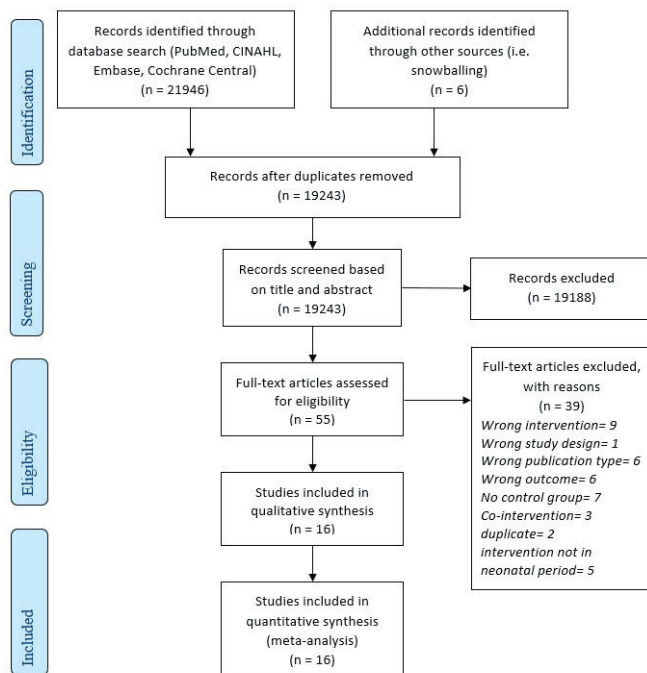 Identification
Records identified through
database search (PubMed, CINAHL,
Embase, Cochrane Central)
(n = 21946)
Additional records identified
through other sources (i.e.
snowballing)
(n = 6)
Records after duplicates removed
(n = 19243)
Screening
Records screened based
on title and abstract
(n = 19243)
Records excluded
(n = 19188)
Eligibility
Full-text articles assessed
for eligibility
(n = 55)
Full-text articles excluded,
with reasons
(n = 39)
Wrong intervention= 9
Wrong study design= 1
Wrong publication type= 6
Wrong outcome= 6
No control group= 7
Co-intervention= 3
duplicate= 2
intervention not in
neonatal period= 5
Studies included in
qualitative synthesis
(n = 16)
Included
Studies included in
quantitative synthesis
(meta-analysis)
(n = 16)